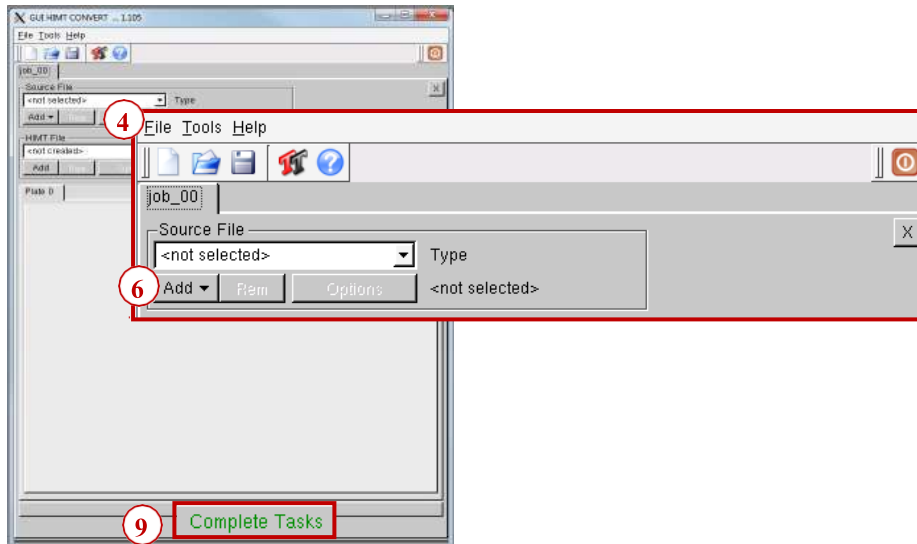 GUI HIMT CONVERT ... 1.105
File Tools Help
job_00
Source File
<not selected>
Type
Add
HIMT File
<not created>
Add
Plate 0
4
File Tools Help
job_00
X
Source File
<not selected>
Type
6
Add
Rem
Options
<not selected>
9
Complete Tasks